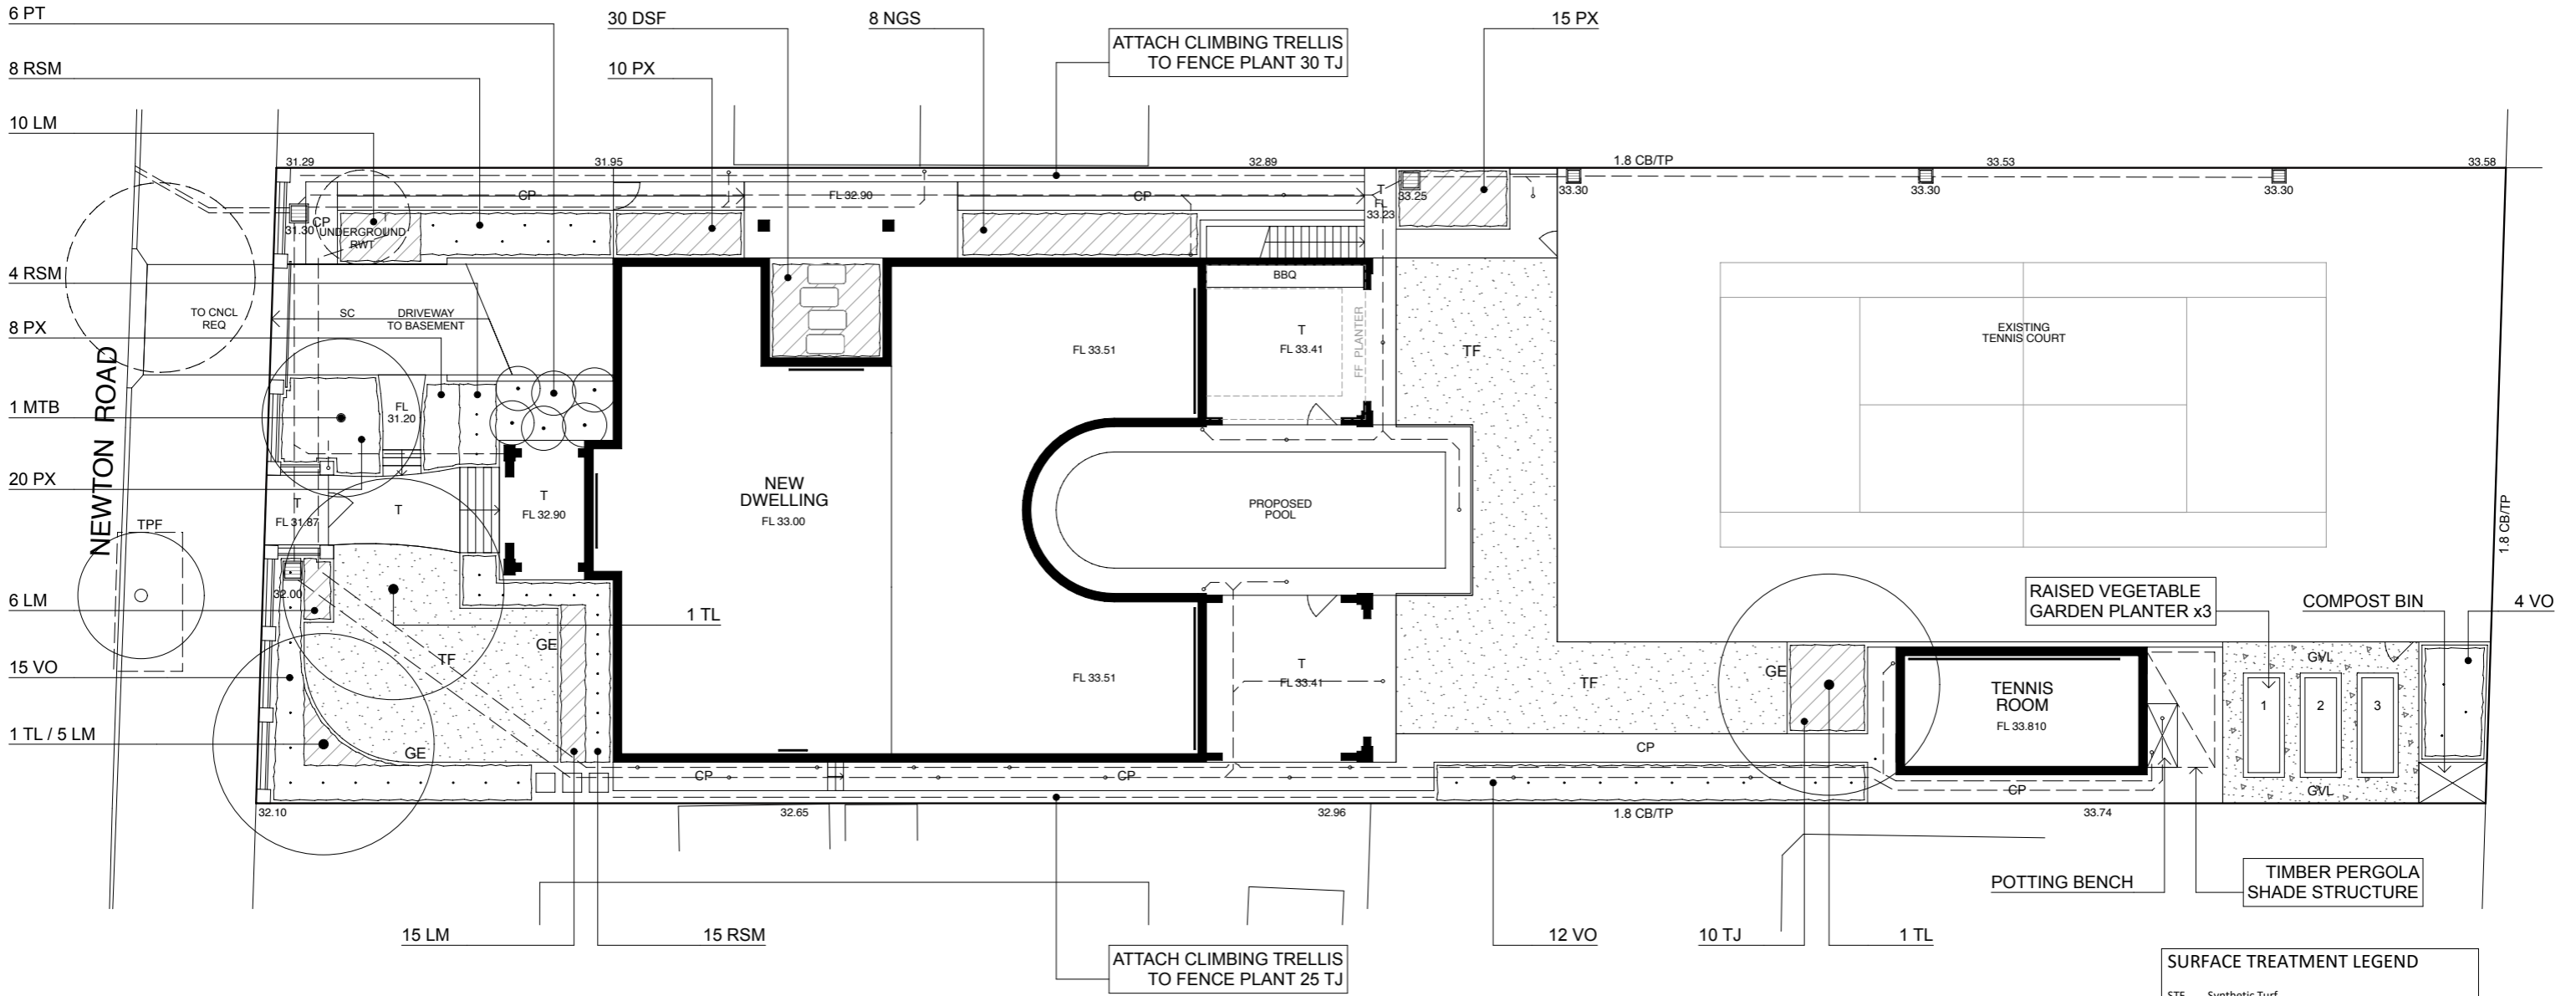 6 PT
30 DSF
8 NGS
15 PX
ATTACH CLIMBING TRELLIS
TO FENCE PLANT 30 TJ
8 RSM
10 PX
10 LM
31.29
31.95
32.89
1.8 CB/TP
33.53
33.58
CP
FL 32.90
CP
T
FL
33.23
33.25
33.30
33.30
33.30
CP
31.30
UNDERGROUND
RWT
4 RSM
BBQ
TO CNCL
REQ
SC
DRIVEWAY
TO BASEMENT
8 PX
FL 33.51
T
FL 33.41
FF PLANTER
TF
EXISTING
TENNIS COURT
NEWTON ROAD
1 MTB
FL
31.20
20 PX
NEW
DWELLING
FL 33.00
T
FL 32.90
T
FL 31.87
T
TPF
PROPOSED
POOL
1.8 CB/TP
32.00
6 LM
1 TL
GE
TF
RAISED VEGETABLE
GARDEN PLANTER x3
COMPOST BIN
4 VO
15 VO
FL 33.51
T
FL 33.41
TF
GE
TENNIS
ROOM
FL 33.810
GVL
1
2
3
1 TL / 5 LM
GE
CP
CP
CP
CP
GVL
32.10
32.65
32.96
1.8 CB/TP
33.74
POTTING BENCH
TIMBER PERGOLA
SHADE STRUCTURE
15 LM
15 RSM
12 VO
10 TJ
1 TL
ATTACH CLIMBING TRELLIS
TO FENCE PLANT 25 TJ
SURFACE TREATMENT LEGEND
STF Synthetic Turf